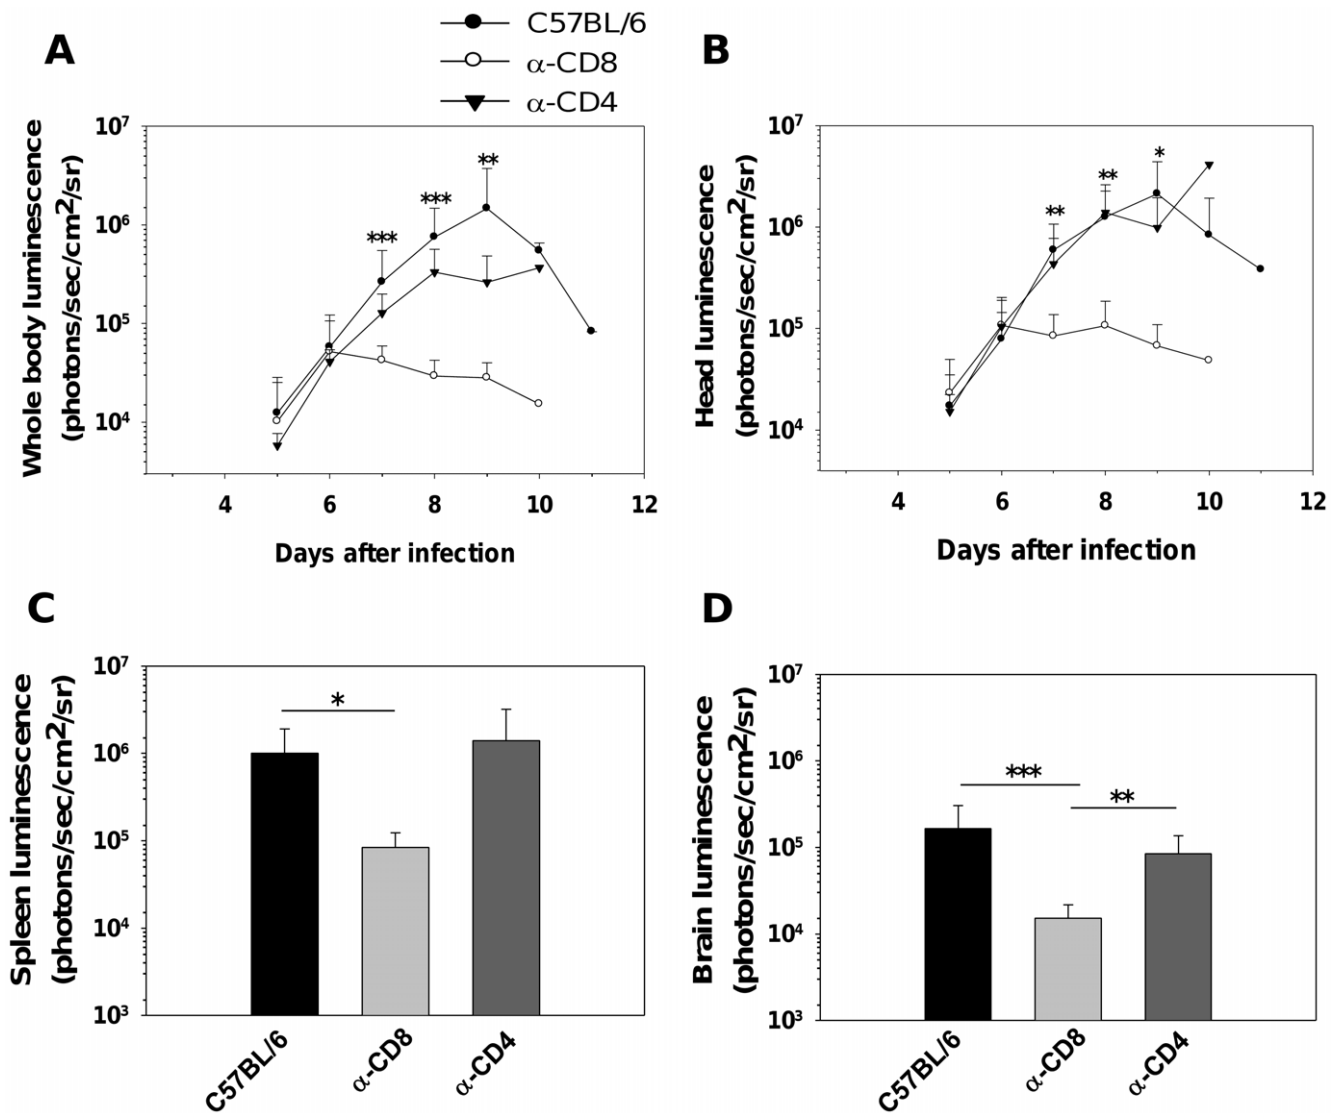 A
C57BL/6
α-CD8
α-CD4
Whole body luminescence
(photons/sec/cm²/sr)
10⁷
10⁶
10⁵
10⁴
***
***
**
4
6
8
10
12
Days after infection
B
Head luminescence
(photons/sec/cm²/sr)
10⁷
10⁶
10⁵
10⁴
**
**
*
4
6
8
10
12
Days after infection
C
Spleen luminescence
(photons/sec/cm²/sr)
10⁷
10⁶
10⁵
10⁴
10³
*
C57BL/6
α-CD8
α-CD4
D
Brain luminescence
(photons/sec/cm²/sr)
10⁷
10⁶
10⁵
10⁴
10³
***
**
C57BL/6
α-CD8
α-CD4